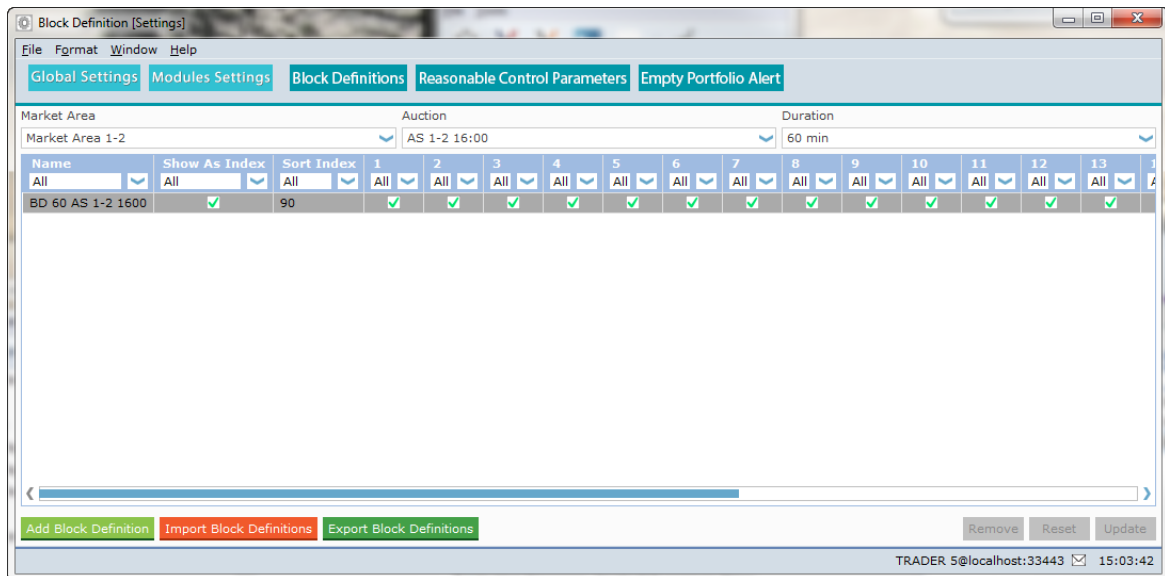 Block Definition [Settings]
File Format Window Help
Global Settings Modules Settings Block Definitions Reasonable Control Parameters Empty Portfolio Alert
Market Area Auction Duration
Market Area 1-2 AS 1-2 16:00 60 min
Name Show As Index Sort Index 1 2 3 4 5 6 7 8 9 10 11 12 13
All All All All All All All All All All All All All All All All
BD 60 AS 1-2 1600 90
Add Block Definition Import Block Definitions Export Block Definitions Remove Reset Update
TRADER 5@localhost:33443 15:03:42